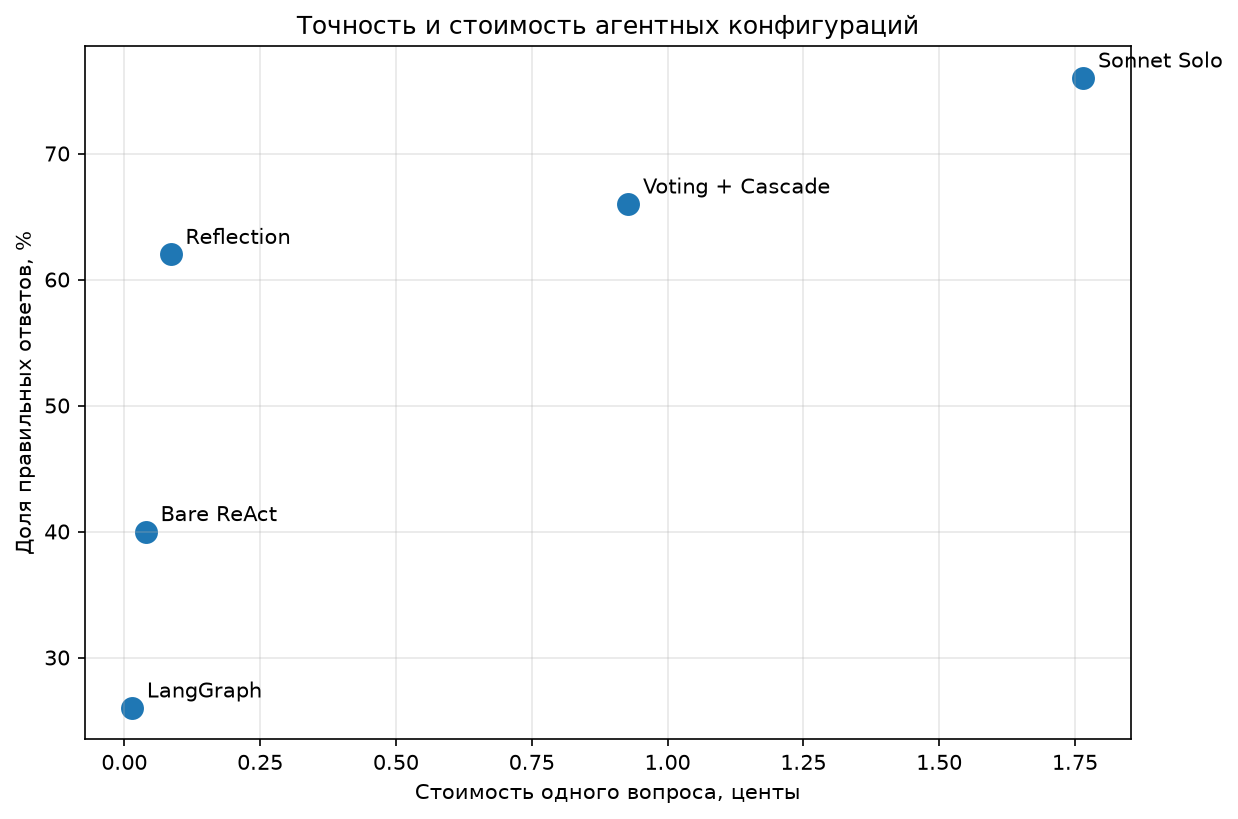 Точность и стоимость агентных конфигураций
Sonnet Solo
Voting + Cascade
Reflection
Bare ReAct
LangGraph
Доля правильных ответов, %
70
60
50
40
30
0.00 0.25 0.50 0.75 1.00 1.25 1.50 1.75
Стоимость одного вопроса, центы